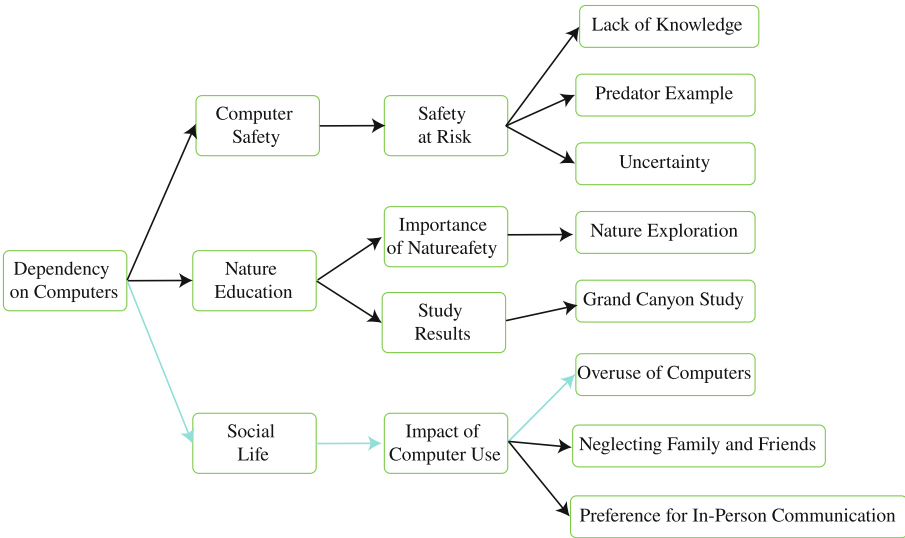 Dependency
on Computers
Computer
Safety
Safety
at Risk
Lack of Knowledge
Predator Example
Uncertainty
Nature
Education
Importance
of Natureafety
Nature Exploration
Study
Results
Grand Canyon Study
Social
Life
Impact of
Computer Use
Overuse of Computers
Neglecting Family and Friends
Preference for In-Person Communication